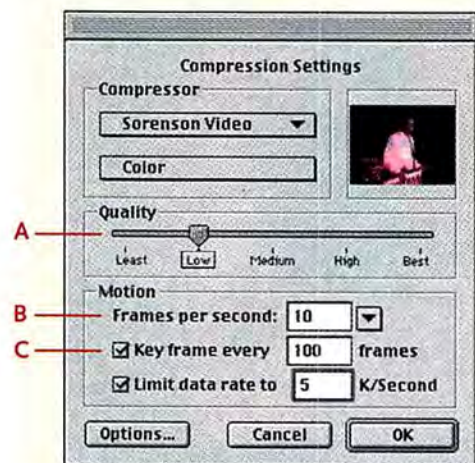 Compression Settings
Compressor
Sorenson Video
Color
Quality
A
Least Low Medium High Best
Motion
B
Frames per second: 10
C
Key frame every 100 frames
Limit data rate to 5 K/Second
Options... Cancel OK